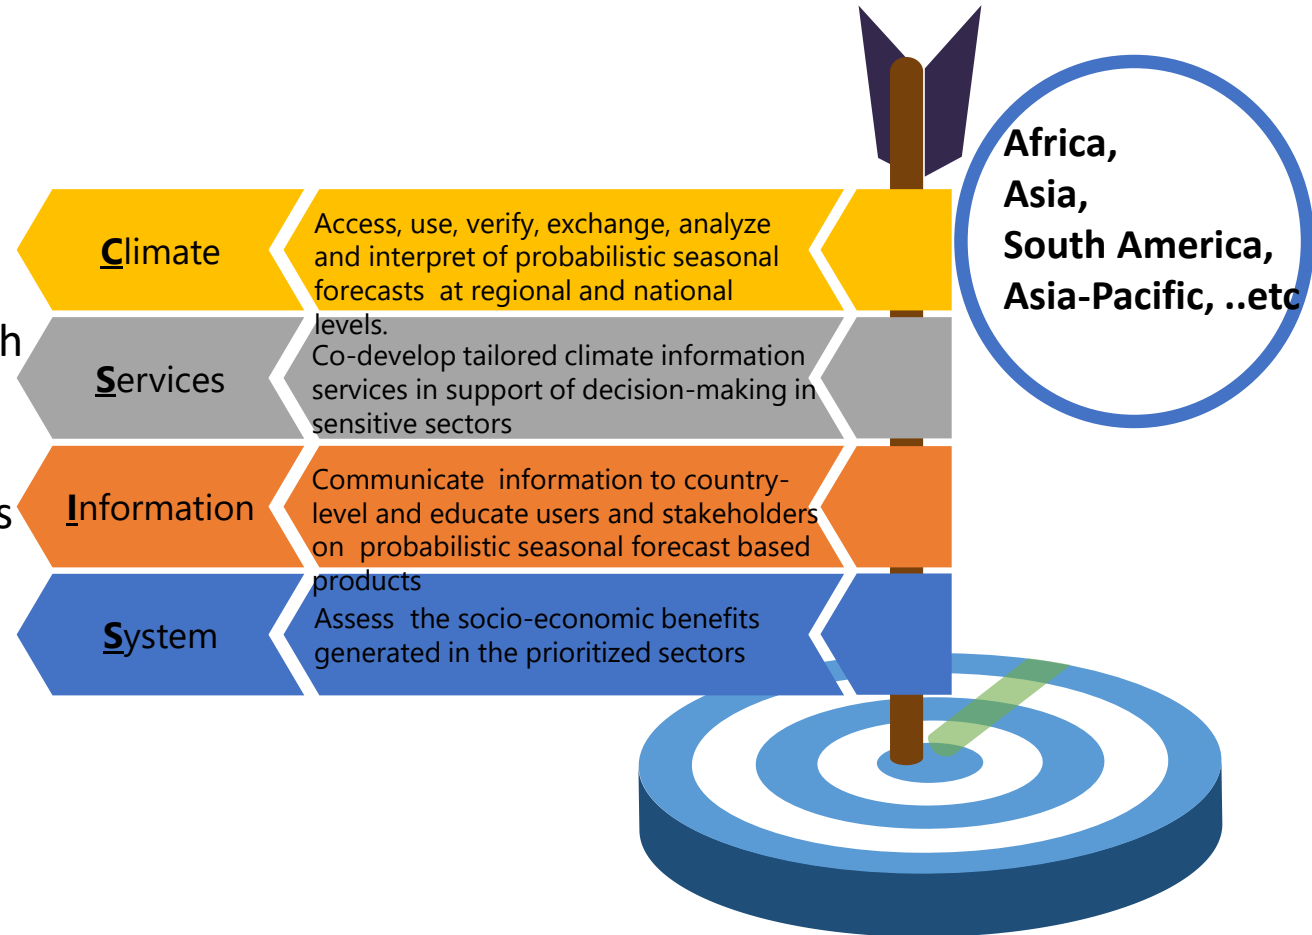 Africa,
Asia,
South America,
Asia-Pacific, ..etc
Climate
Access, use, verify, exchange, analyze
and interpret of probabilistic seasonal
forecasts at regional and national
levels.
h
Services
Co-develop tailored climate information
services in support of decision-making in
sensitive sectors
s
Information
Communicate information to country-
level and educate users and stakeholders
on probabilistic seasonal forecast based
products
System
Assess the socio-economic benefits
generated in the prioritized sectors